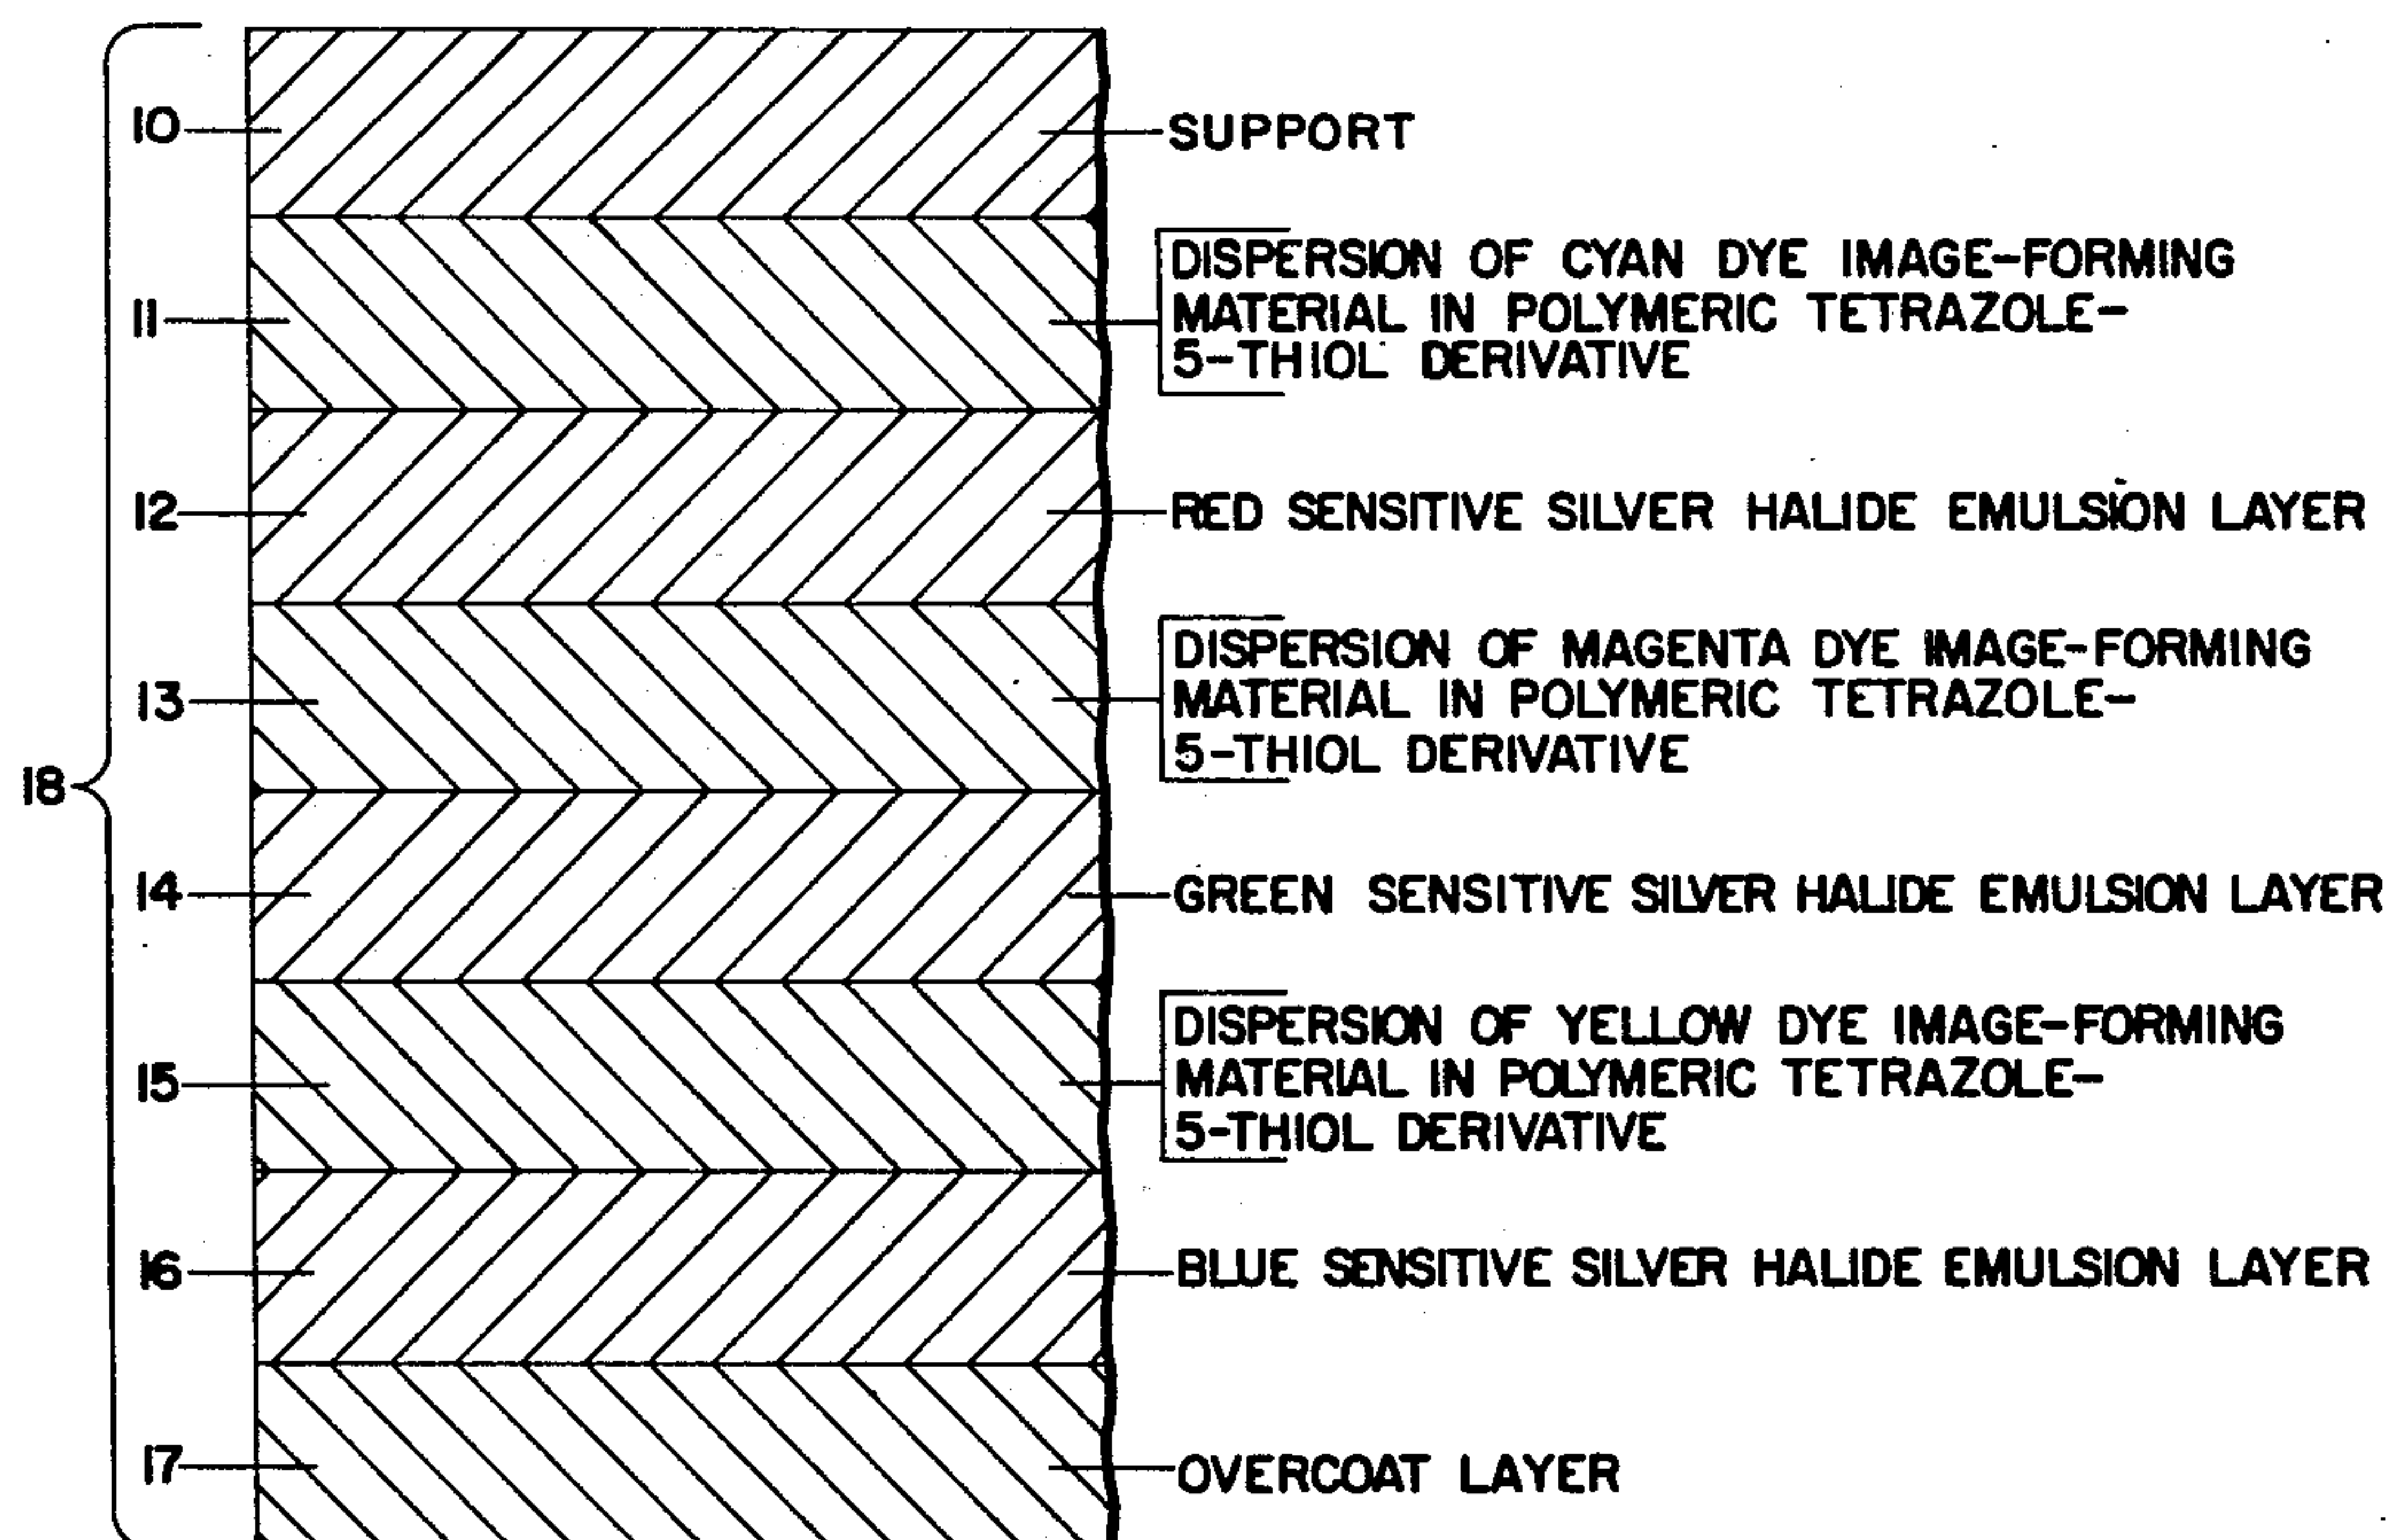 10
SUPPORT
11
DISPERSION OF CYAN DYE IMAGE-FORMING
MATERIAL IN POLYMERIC TETRAZOLE-
5-THIOL DERIVATIVE
12
RED SENSITIVE SILVER HALIDE EMULSION LAYER
13
DISPERSION OF MAGENTA DYE IMAGE-FORMING
MATERIAL IN POLYMERIC TETRAZOLE-
5-THIOL DERIVATIVE
18
14
GREEN SENSITIVE SILVER HALIDE EMULSION LAYER
15
DISPERSION OF YELLOW DYE IMAGE-FORMING
MATERIAL IN POLYMERIC TETRAZOLE-
5-THIOL DERIVATIVE
16
BLUE SENSITIVE SILVER HALIDE EMULSION LAYER
17
OVERCOAT LAYER